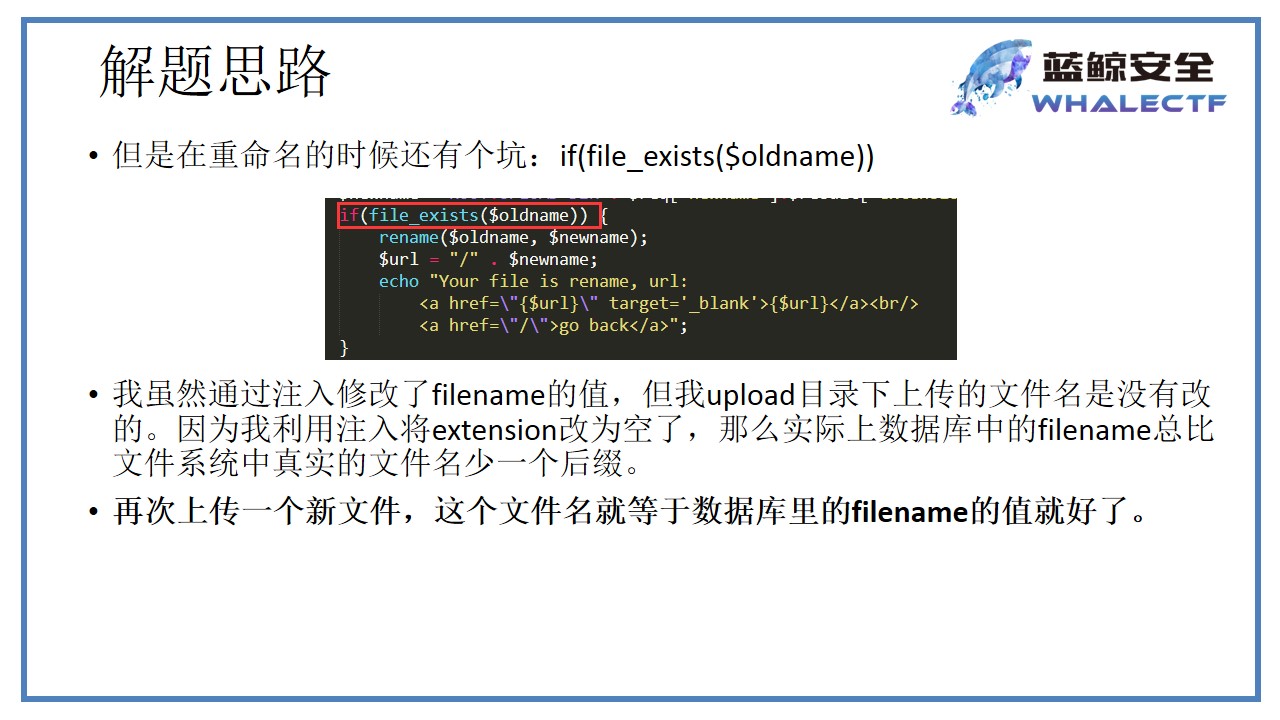 解题思路
蓝鲸安全
WHALECTF
• 但是在重命名的时候还有个坑：if(file_exists($oldname))
if(file_exists($oldname)) {
rename($oldname, $newname);
$url = "/" . $newname;
echo "Your file is rename, url:
<a href=\"{$url}\" target='_blank'>{$url}</a><br/>
<a href=\"/\">go back</a>";
}
• 我虽然通过注入修改了filename的值，但我upload目录下上传的文件名是没有改
的。因为我利用注入将extension改为空了，那么实际上数据库中的filename总比
文件系统中真实的文件名少一个后缀。
• 再次上传一个新文件，这个文件名就等于数据库里的filename的值就好了。